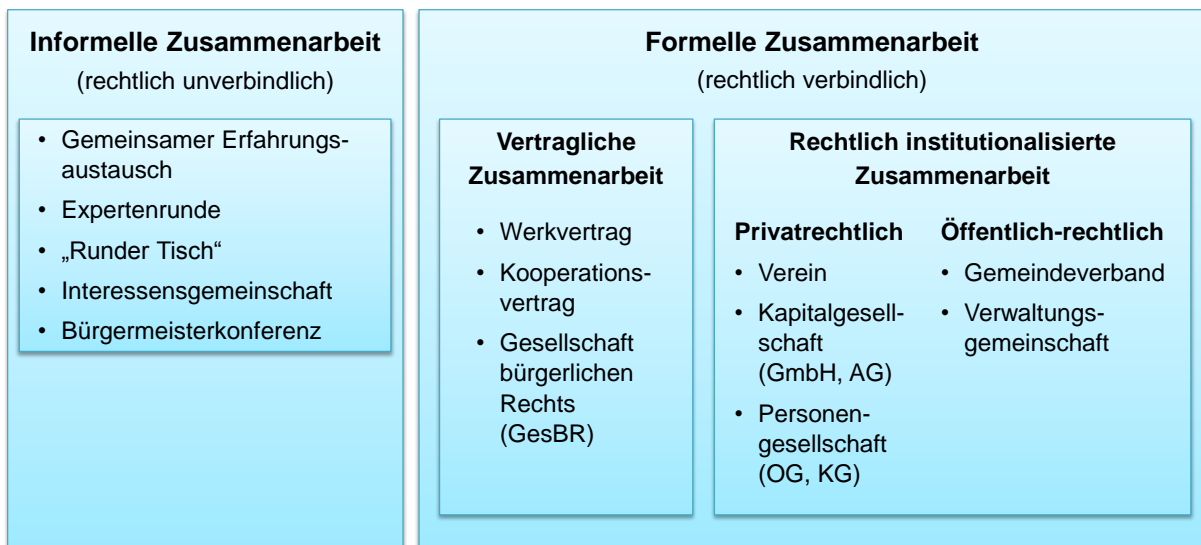 Informelle Zusammenarbeit
(rechtlich unverbindlich)
• Gemeinsamer Erfahrungs-
austausch
• Expertenrunde
• „Runder Tisch“
• Interessensgemeinschaft
• Bürgermeisterkonferenz
Formelle Zusammenarbeit
(rechtlich verbindlich)
Vertragliche
Zusammenarbeit
• Werkvertrag
• Kooperations-
vertrag
• Gesellschaft
bürgerlichen
Rechts
(GesBR)
Rechtlich institutionalisierte
Zusammenarbeit
Privatrechtlich
• Verein
• Kapitalgesell-
schaft
(GmbH, AG)
• Personen-
gesellschaft
(OG, KG)
Öffentlich-rechtlich
• Gemeindeverband
• Verwaltungs-
gemeinschaft